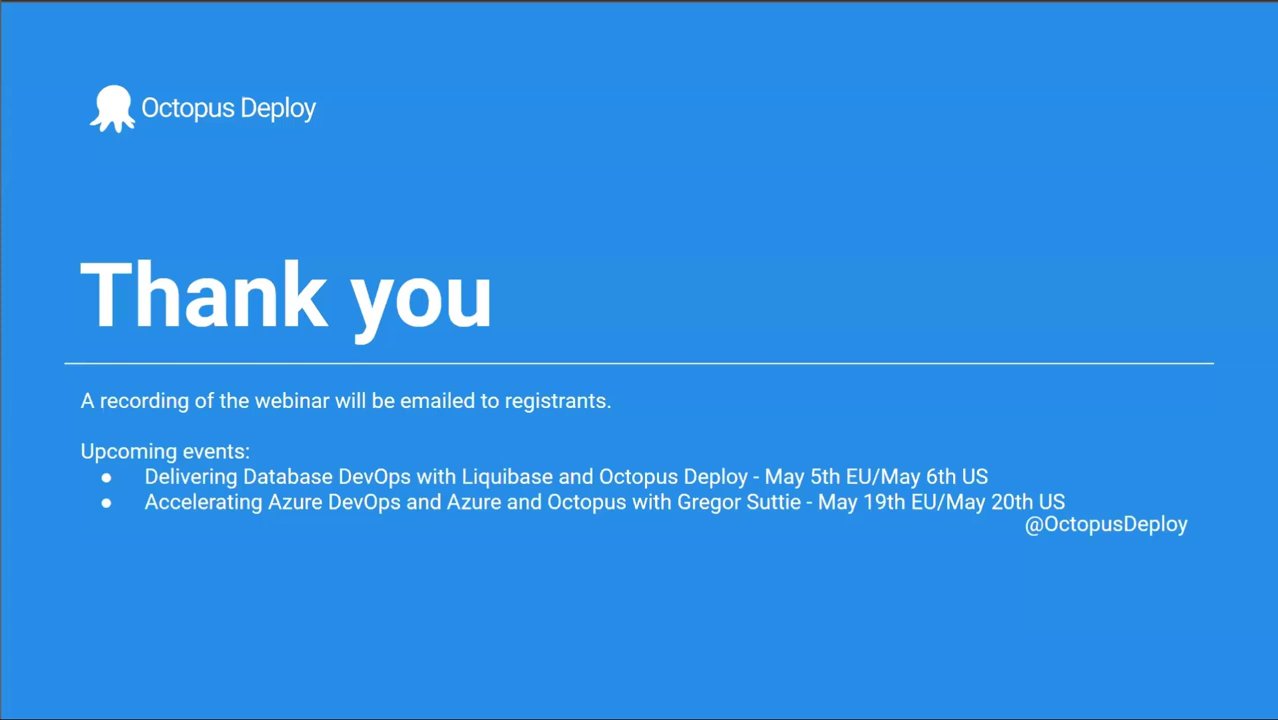 Octopus Deploy
Thank you
A recording of the webinar will be emailed to registrants.
Upcoming events:
● Delivering Database DevOps with Liquibase and Octopus Deploy - May 5th EU/May 6th US
● Accelerating Azure DevOps and Azure and Octopus with Gregor Suttie - May 19th EU/May 20th US
@OctopusDeploy